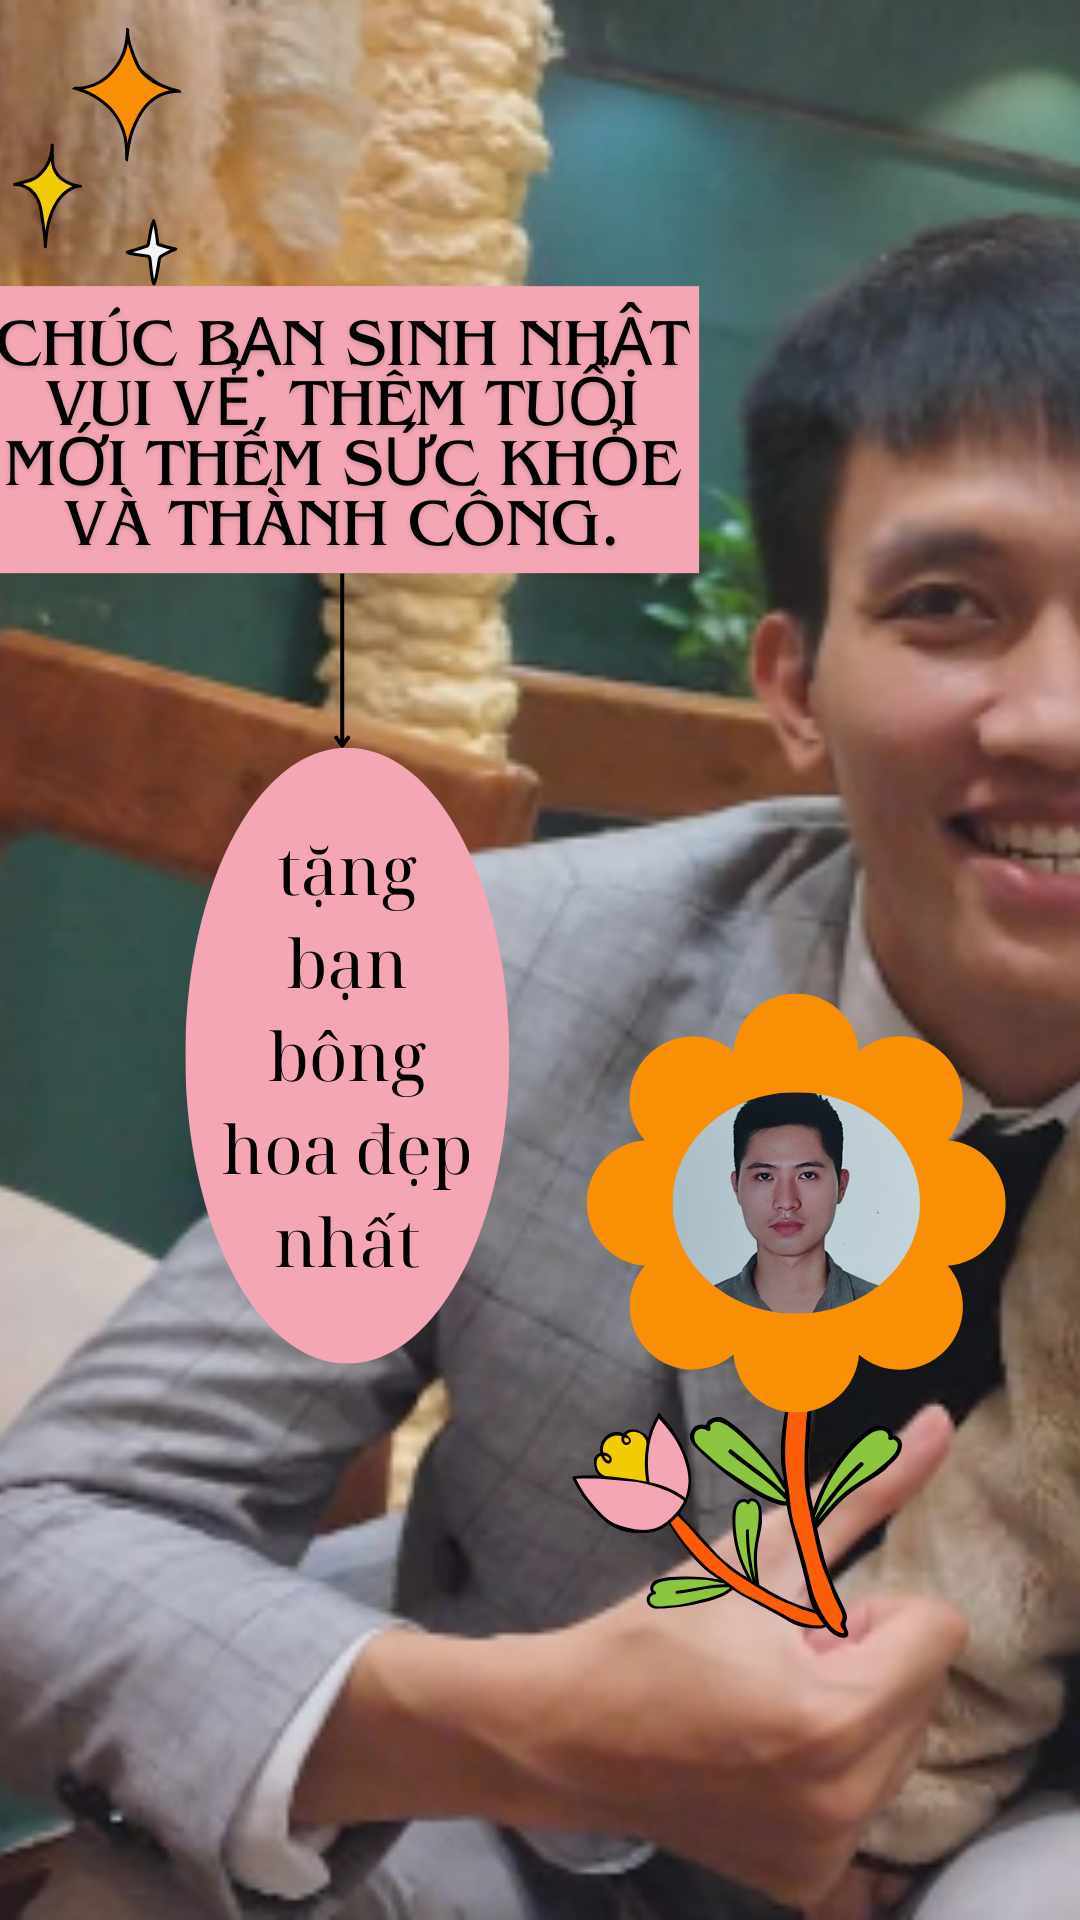 CHÚC BẠN SINH NHẬT
VUI VẺ, THÊM TUỔI
MỚI THÊM SỨC KHỎE
VÀ THÀNH CÔNG.
tặng
bạn
bông
hoa đẹp
nhất